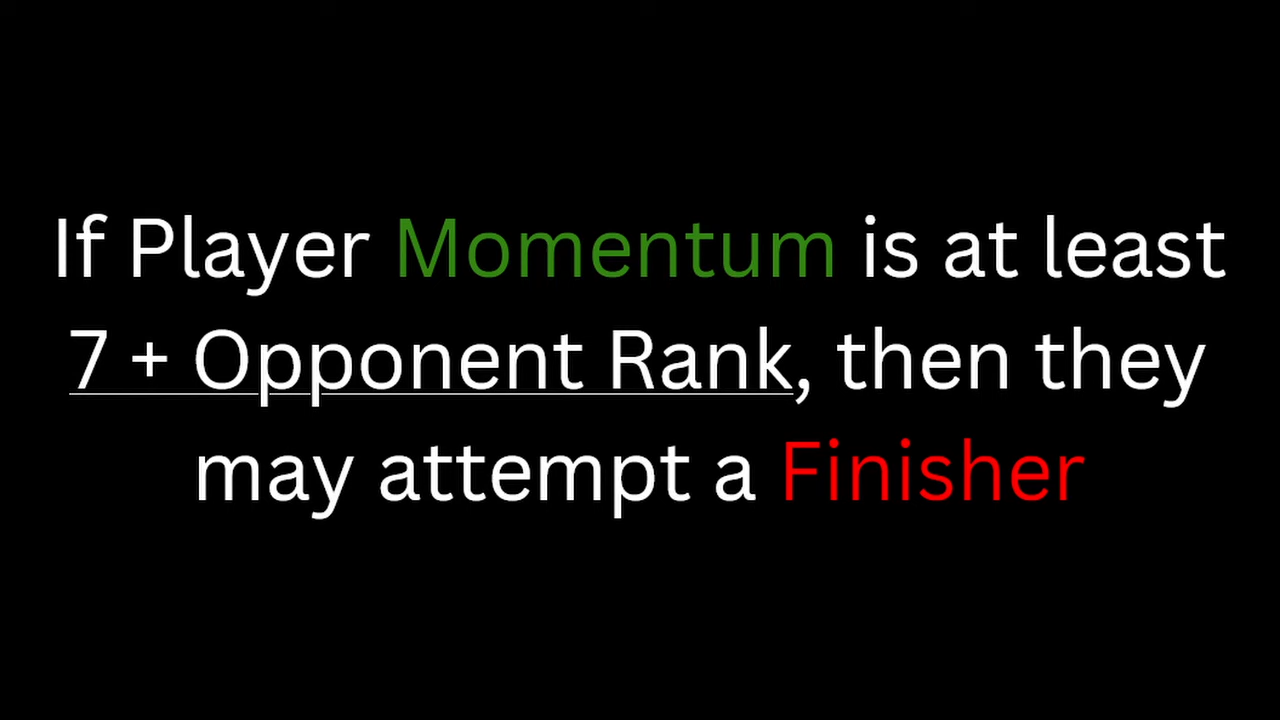 If Player Momentum is at least
7 + Opponent Rank, then they
may attempt a Finisher